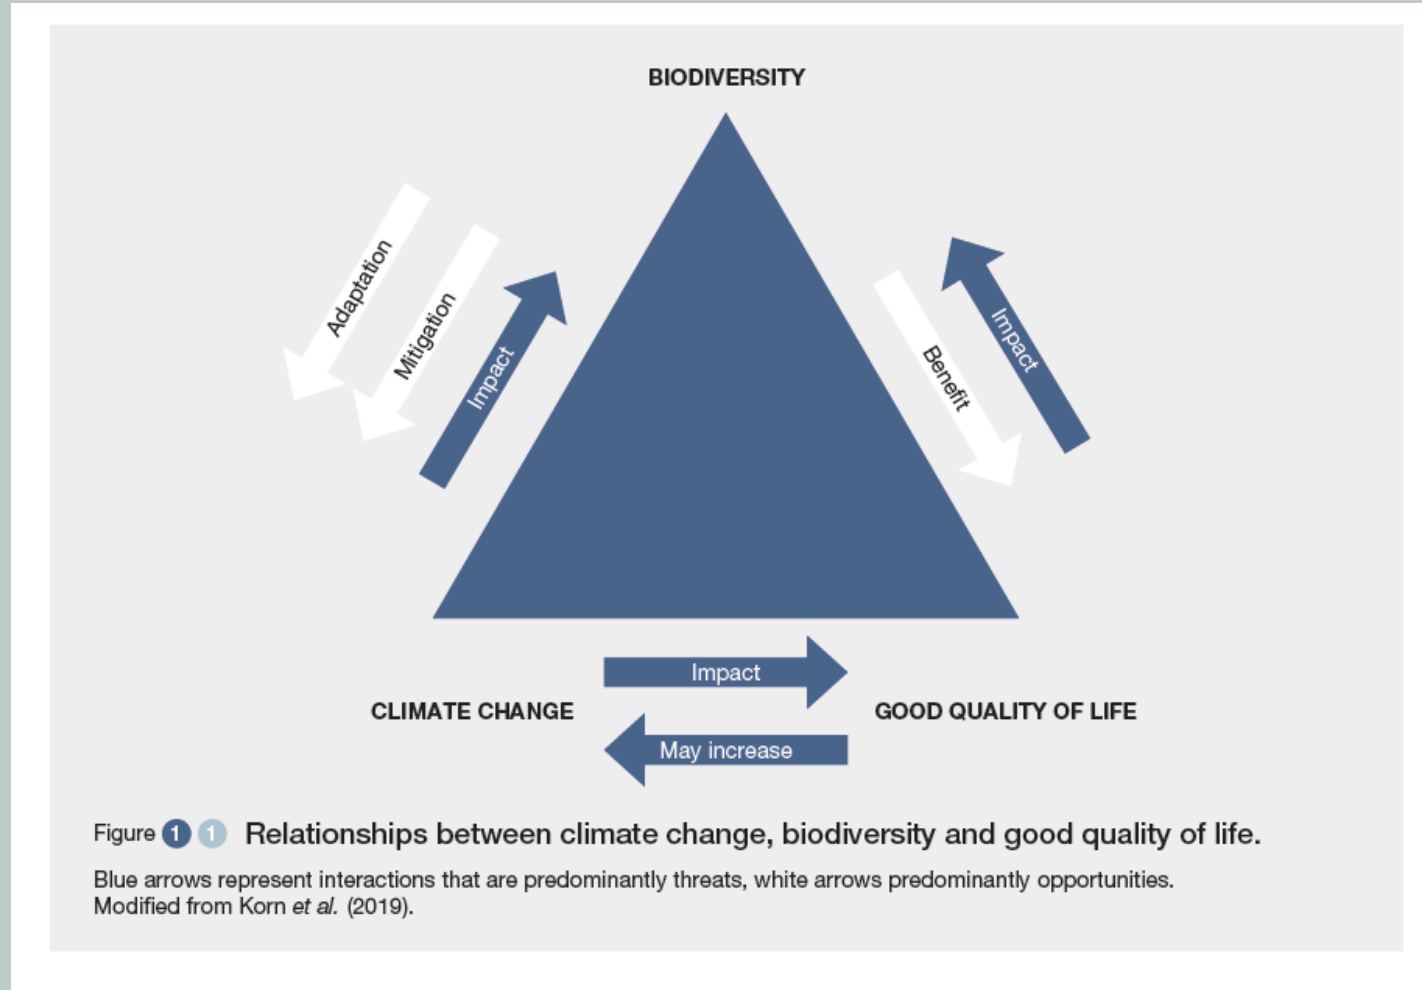 BIODIVERSITY
Adaptation
Mitigation
Impact
Benefit
Impact
Impact
CLIMATE CHANGE
GOOD QUALITY OF LIFE
May increase
Figure 1 1 Relationships between climate change, biodiversity and good quality of life.
Blue arrows represent interactions that are predominantly threats, white arrows predominantly opportunities.
Modified from Korn et al. (2019).